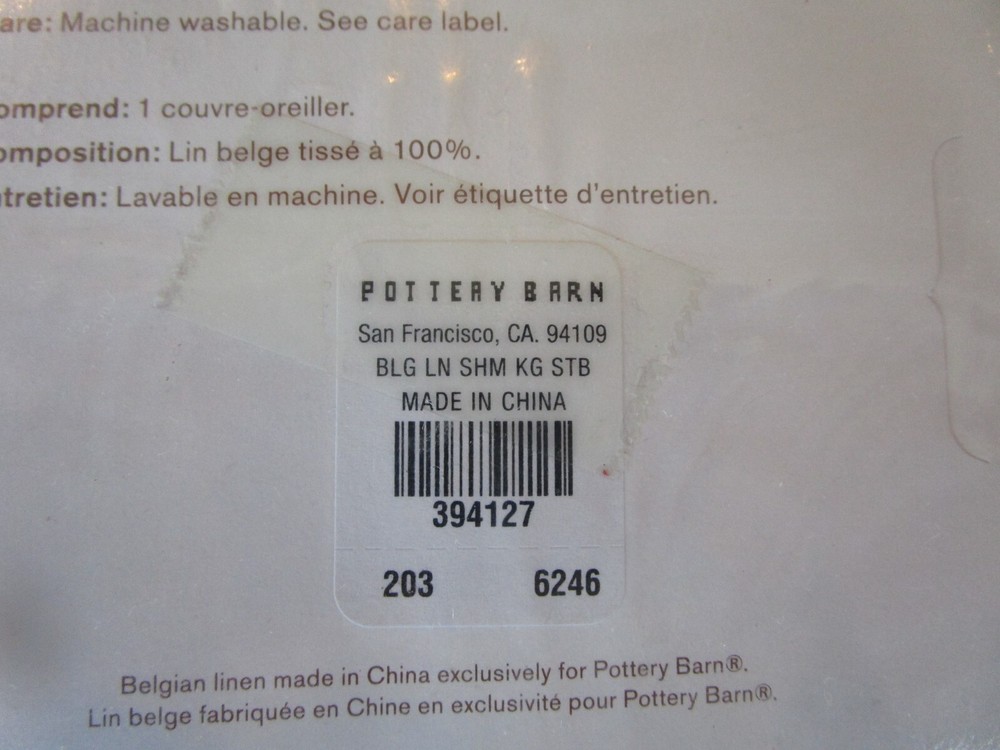 are: Machine washable. See care label.
omprend: 1 couvre-oreiller.
omposition: Lin belge tissé à 100%.
ntretien: Lavable en machine. Voir étiquette d'entretien.
POTTERY BARN
San Francisco, CA. 94109
BLG LN SHM KG STB
MADE IN CHINA
394127
203 6246
Belgian linen made in China exclusively for Pottery Barn®.
Lin belge fabriquée en Chine en exclusivité pour Pottery Barn®.